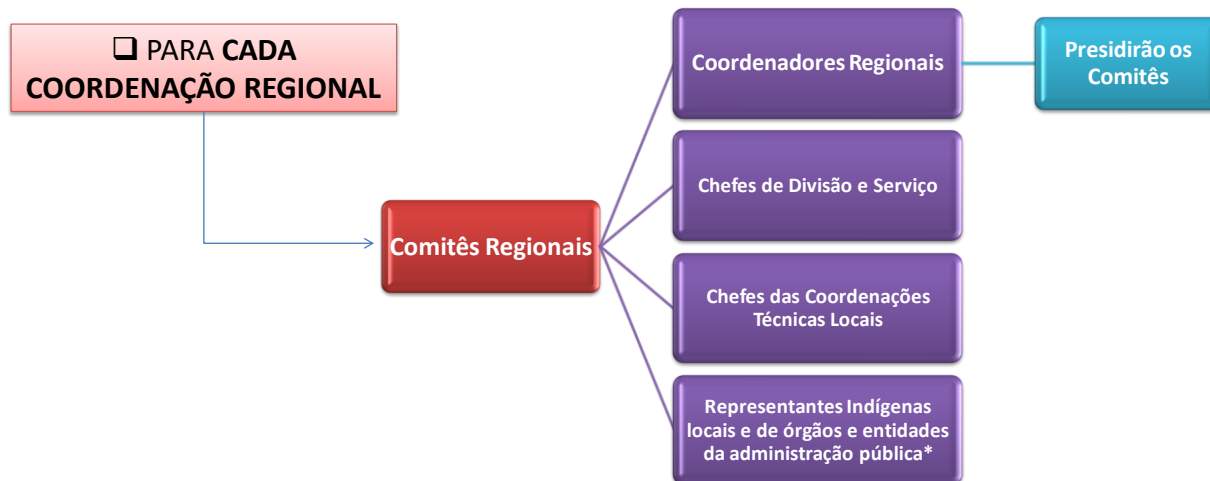 ❑ PARA CADA
COORDENAÇÃO REGIONAL
Comitês Regionais
Coordenadores Regionais
Presidirão os
Comitês
Chefes de Divisão e Serviço
Chefes das Coordenações
Técnicas Locais
Representantes Indígenas
locais e de órgãos e entidades
da administração pública*